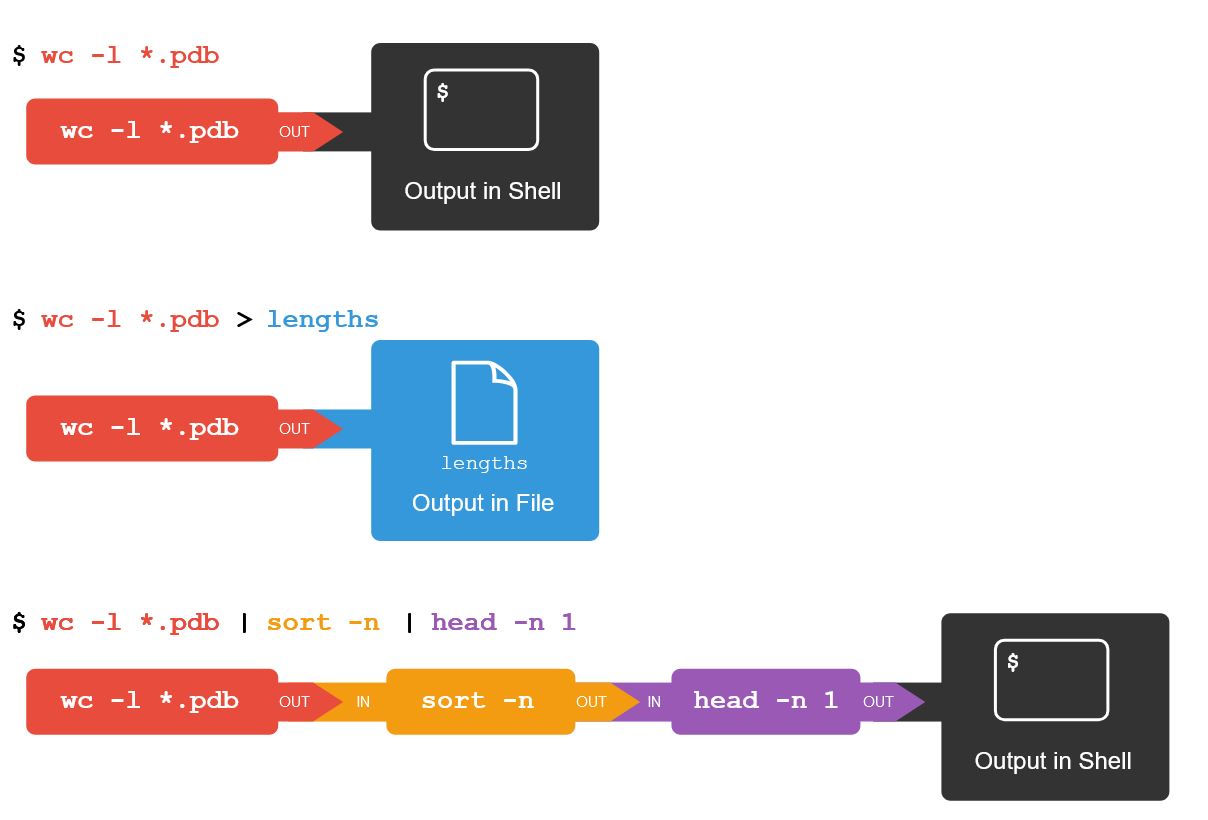 $ wc -l *.pdb
wc -l *.pdb OUT
$
Output in Shell
$ wc -l *.pdb > lengths
wc -l *.pdb OUT
lengths
Output in File
$ wc -l *.pdb | sort -n | head -n 1
wc -l *.pdb OUT IN sort -n OUT IN head -n 1 OUT
$
Output in Shell